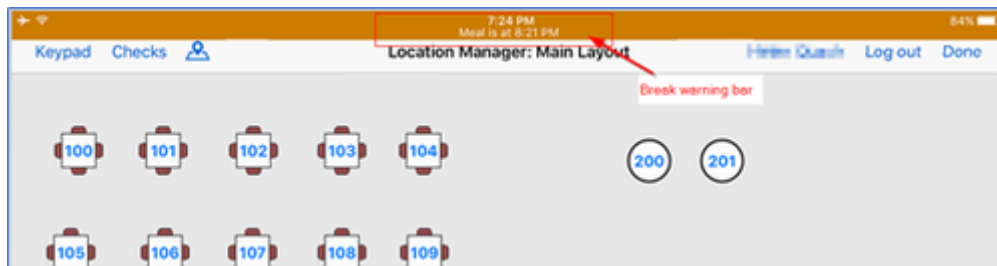 7:24 PM
84%
Meal is at 8:21 PM
Keypad Checks Location Manager: Main Layout Log out Done
Break warning bar
100 101 102 103 104 200 201
105 106 107 108 109